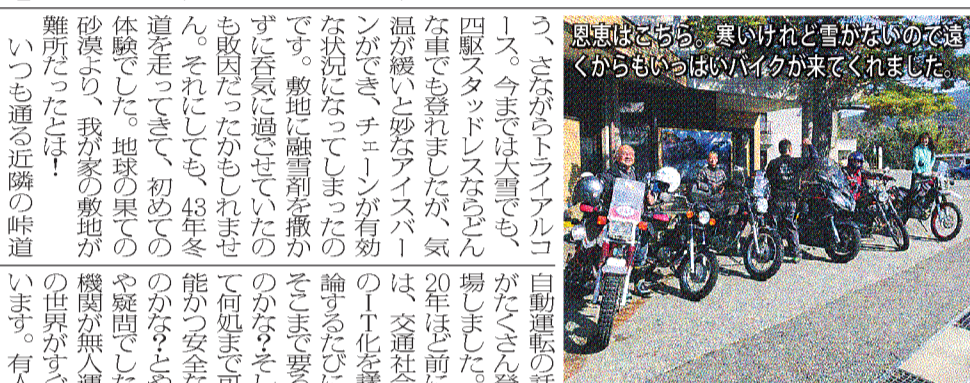 恩恵はこちら。寒いけれど雪がないので遠
くからもいっぱいバイクが来てくれました。
う、さながらトライアルコ
ース。今までは大雪でも、
四駆スタッドレスならどん
な車でも登れましたが、気
温が緩いと妙なアイスバー
ンができ、チェーンが有効
な状況になってしまったの
です。敷地に融雪剤を撒か
ずに呑気に過ごせていたの
も敗因だったかもしれませ
ん。それにしても、43年冬
道を走ってきて、初めての
体験でした。地球の果ての
砂漠より、我が家の敷地が
難所だったとは！
いつも通る近隣の峠道
自動運転の話
がたくさん登
場しました。
20年ほど前に
は、交通社会
のIT化を議
論するたびに
そこまで要る
のかな？そし
て何処まで可
能かつ安全な
のかな？とや
や疑問でした
機関が無人運
の世界がすぐ
います。有人